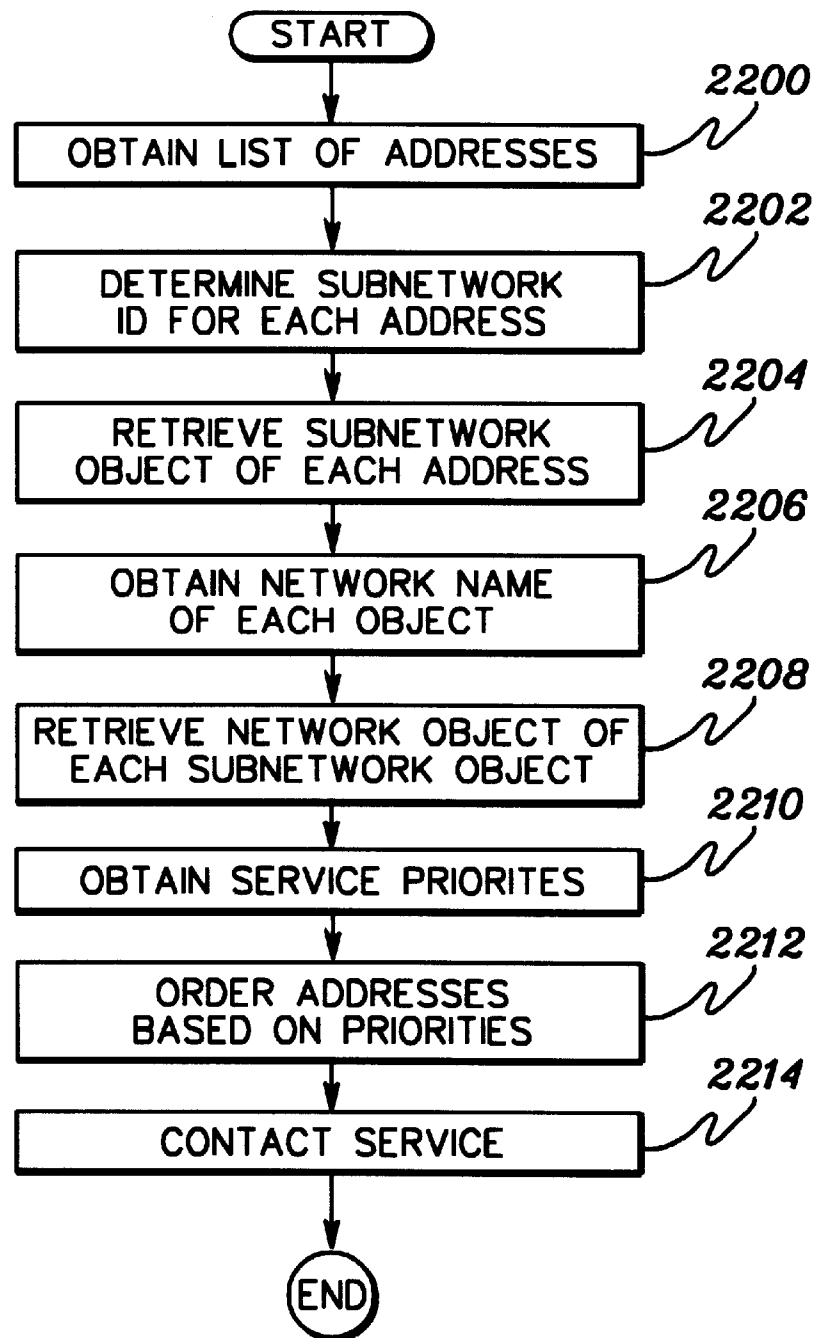 START
2200
OBTAIN LIST OF ADDRESSES
2202
DETERMINE SUBNETWORK
ID FOR EACH ADDRESS
2204
RETRIEVE SUBNETWORK
OBJECT OF EACH ADDRESS
2206
OBTAIN NETWORK NAME
OF EACH OBJECT
2208
RETRIEVE NETWORK OBJECT OF
EACH SUBNETWORK OBJECT
2210
OBTAIN SERVICE PRIORITES
2212
ORDER ADDRESSES
BASED ON PRIORITIES
2214
CONTACT SERVICE
END